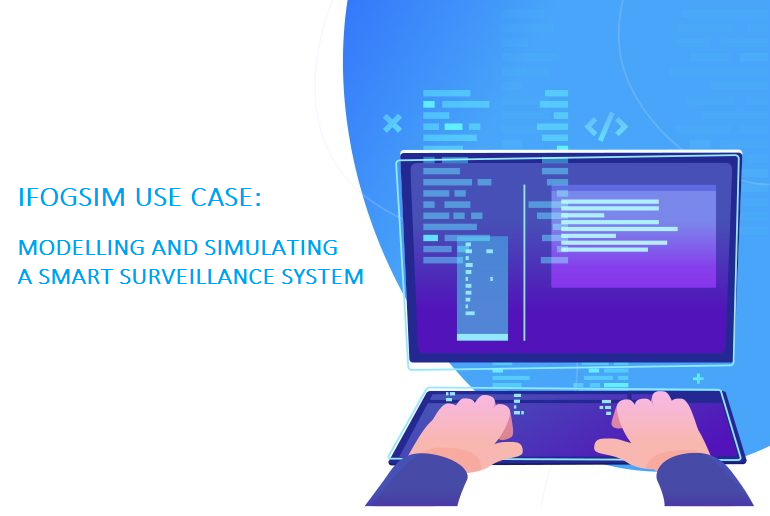 IFOGSIM USE CASE:
MODELLING AND SIMULATING
A SMART SURVEILLANCE SYSTEM